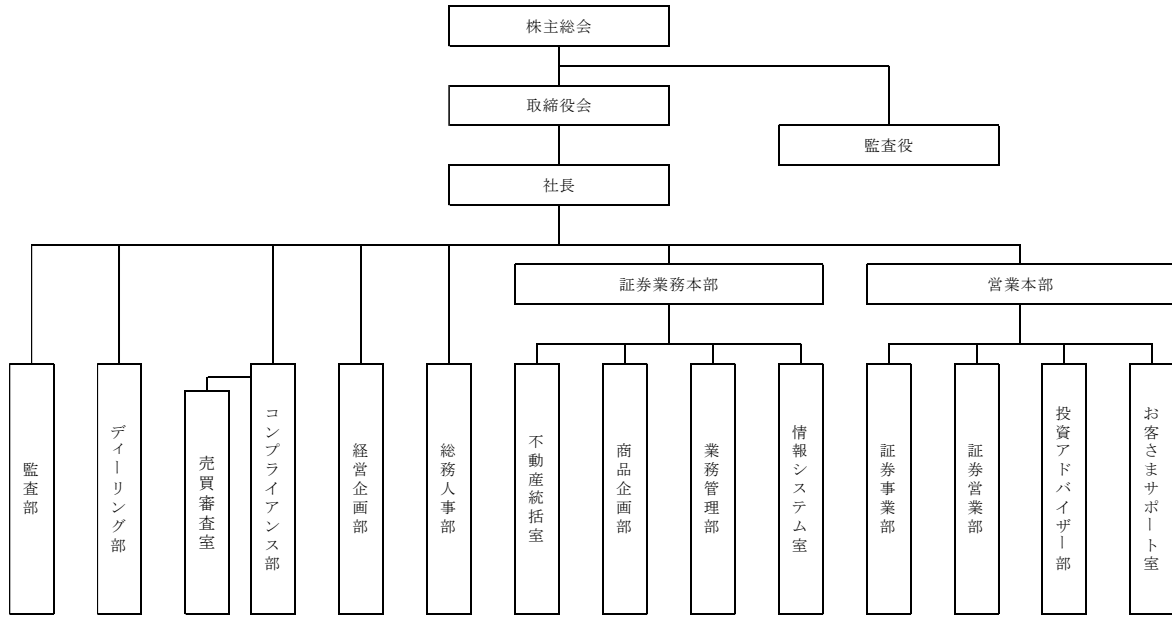 株主総会
取締役会
監査役
社長
証券業務本部
営業本部
監査部
ディーリング部
売買審査室
コンプライアンス部
経営企画部
総務人事部
不動産統括室
商品企画部
業務管理部
情報システム室
証券事業部
証券営業部
投資アドバイザー部
お客さまサポート室